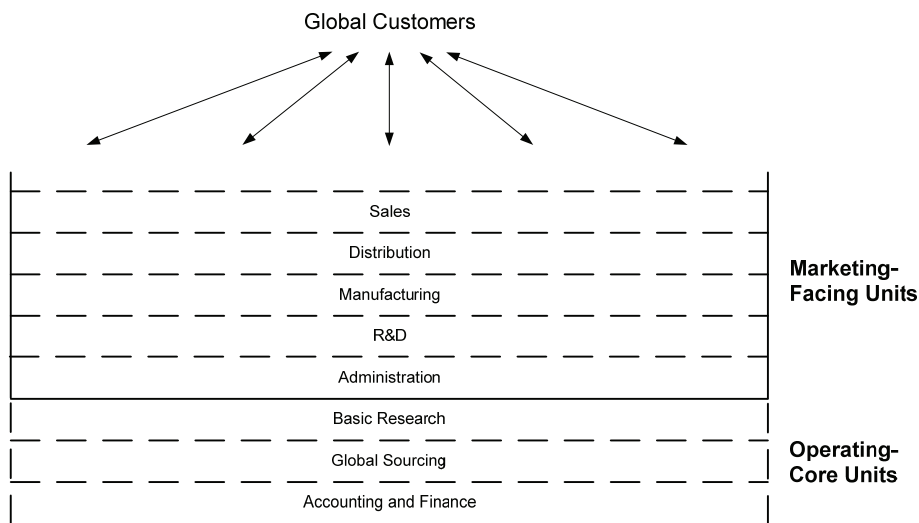 Global Customers
Sales
Distribution
Manufacturing
R&D
Administration
Marketing-
Facing Units
Basic Research
Global Sourcing
Accounting and Finance
Operating-
Core Units